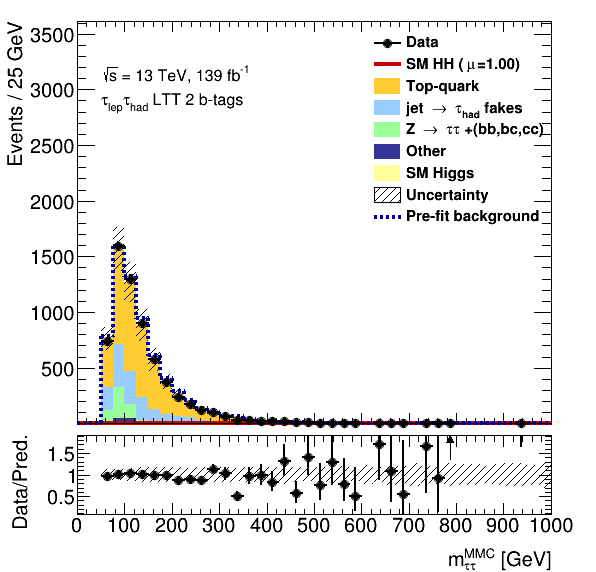 Events / 25 GeV
3500
3000
2500
2000
1500
1000
500
√s = 13 TeV, 139 fb⁻¹
τlepτhad LTT 2 b-tags
Data
SM HH ( μ=1.00)
Top-quark
jet → τhad fakes
Z → ττ +(bb,bc,cc)
Other
SM Higgs
Uncertainty
Pre-fit background
Data/Pred.
1.5
1
0.5
0 100 200 300 400 500 600 700 800 900 1000
mττMMC [GeV]